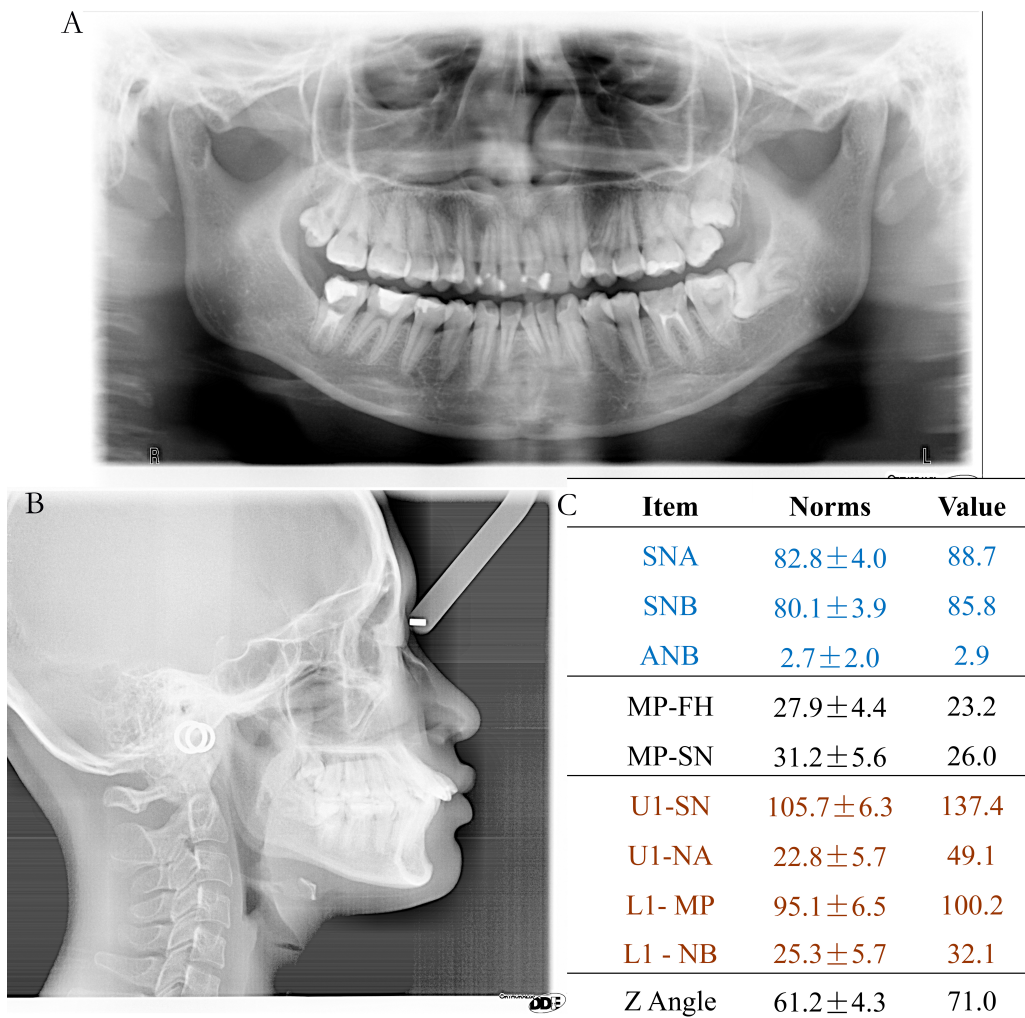 A
R L
B
C
Item Norms Value
SNA 82.8±4.0 88.7
SNB 80.1±3.9 85.8
ANB 2.7±2.0 2.9
MP-FH 27.9±4.4 23.2
MP-SN 31.2±5.6 26.0
U1-SN 105.7±6.3 137.4
U1-NA 22.8±5.7 49.1
L1- MP 95.1±6.5 100.2
L1 - NB 25.3±5.7 32.1
Z Angle 61.2±4.3 71.0